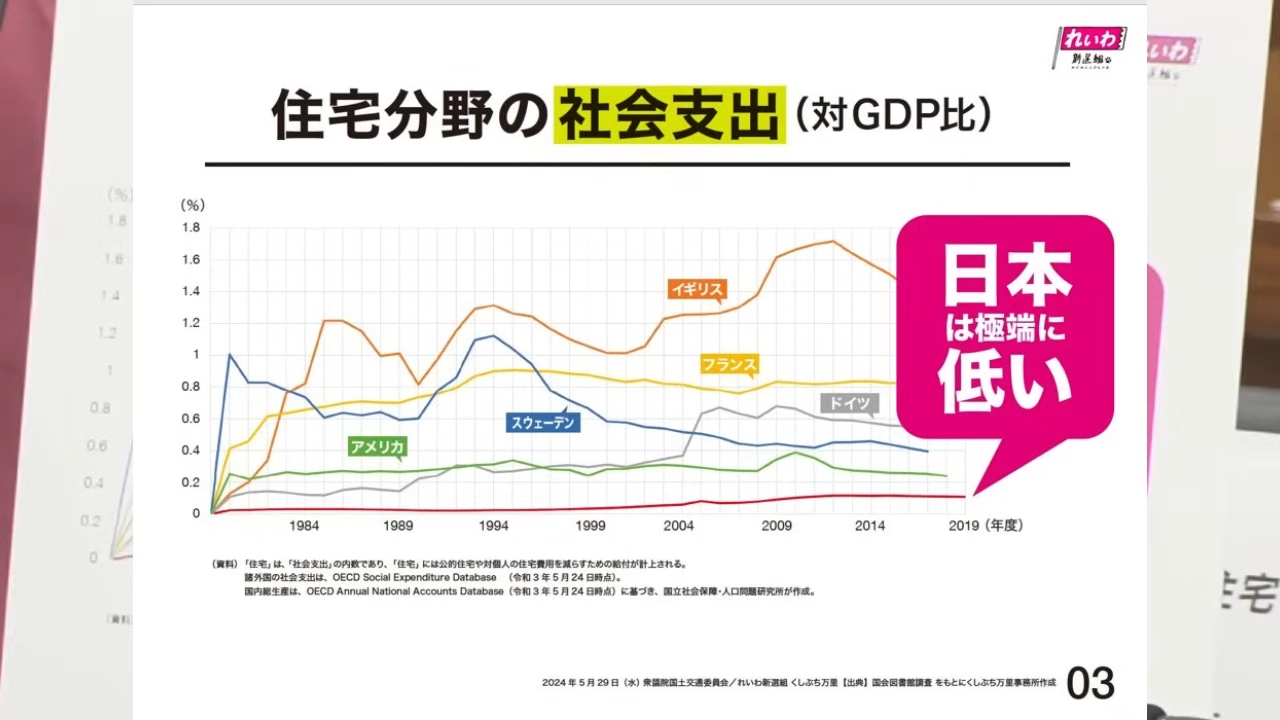 れいわ
新選組
住宅分野の社会支出（対GDP比）
(%)
1.8
1.6
1.4
1.2
1
0.8
0.6
0.4
0.2
0
イギリス
フランス
ドイツ
スウェーデン
アメリカ
日本
は極端に
低い
1984 1989 1994 1999 2004 2009 2014 2019（年度）
（資料）「住宅」は、「社会支出」の内数であり、「住宅」には公的住宅や対個人の住宅費用を減らすための給付が計上される。
諸外国の社会支出は、OECD Social Expenditure Database （令和3年5月24日時点）。
国内総生産は、OECD Annual National Accounts Database（令和3年5月24日時点）に基づき、国立社会保障・人口問題研究所が作成。
2024年5月29日（水）衆議院国土交通委員会／れいわ新選組 くしぶち万里【出典】国会図書館調査 をもとにくしぶち万里事務所作成
03